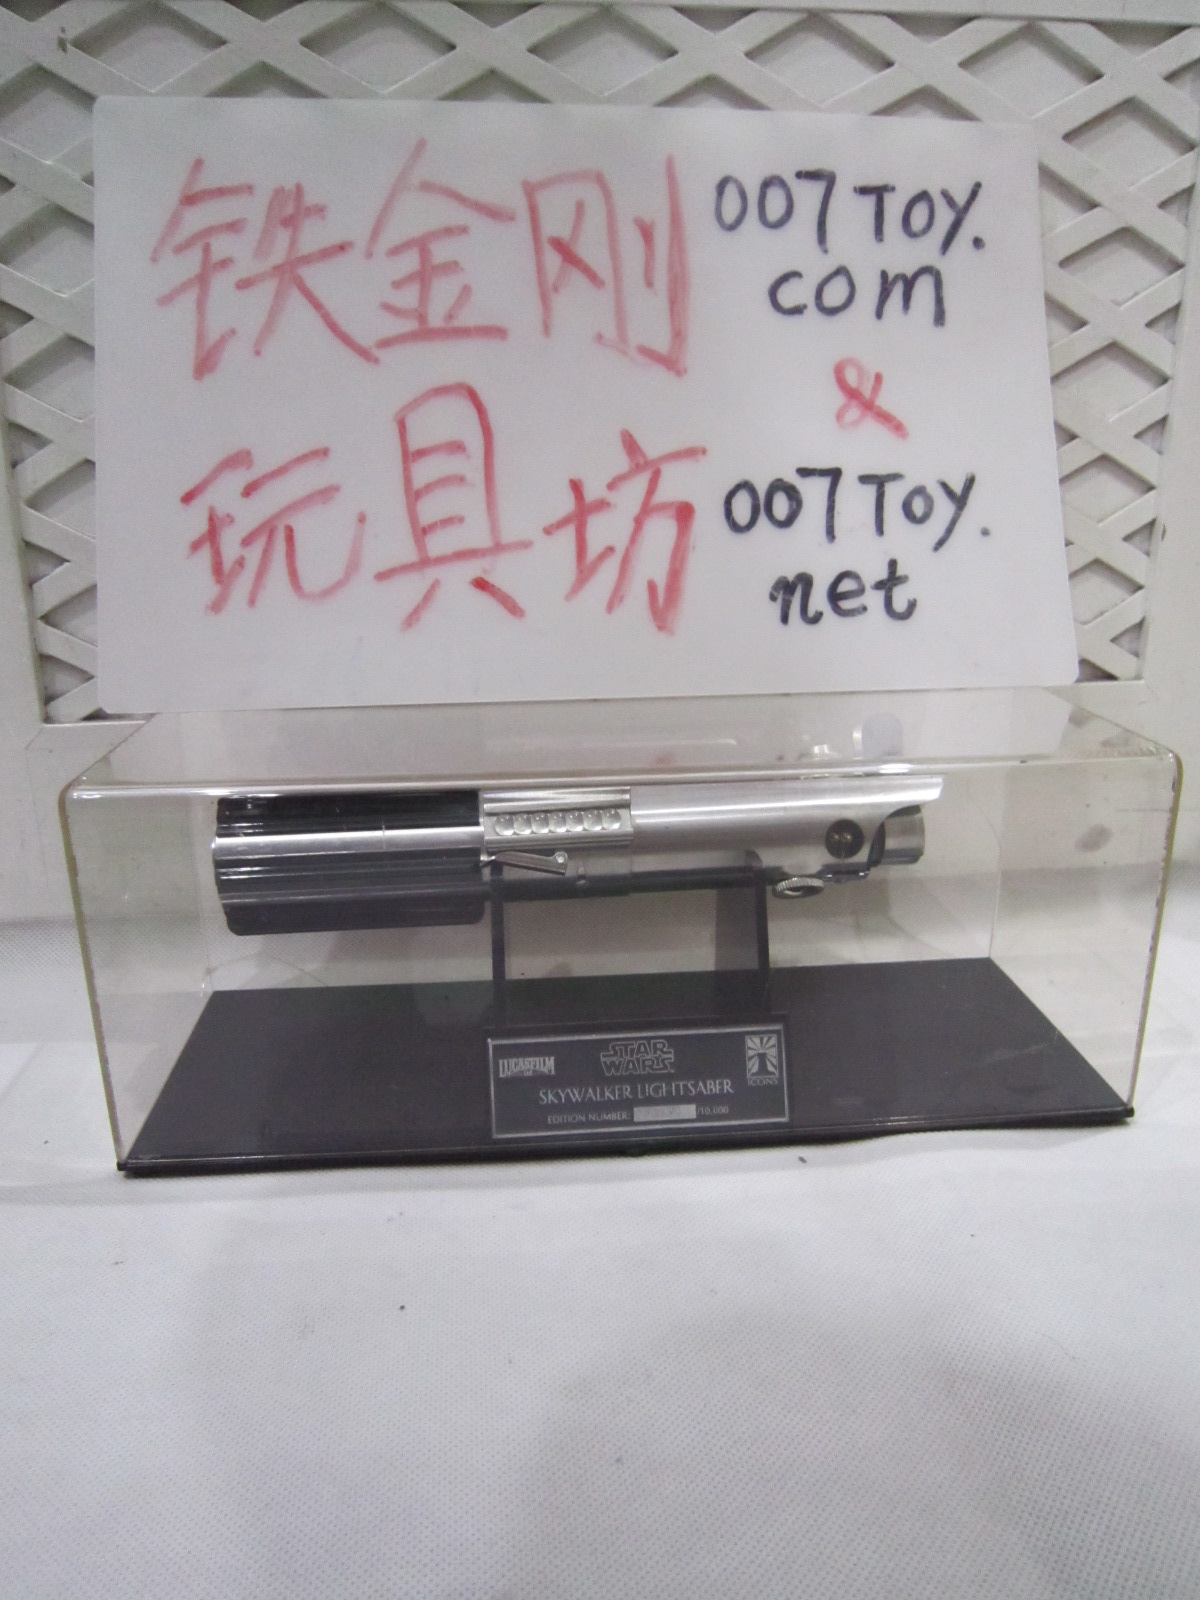 铁金刚
玩具坊
007Toy.
com
&
007Toy.
net
LUCASFILM
STAR
WARS
ICONS
SKYWALKER LIGHTSABER
EDITION NUMBER: /10,000